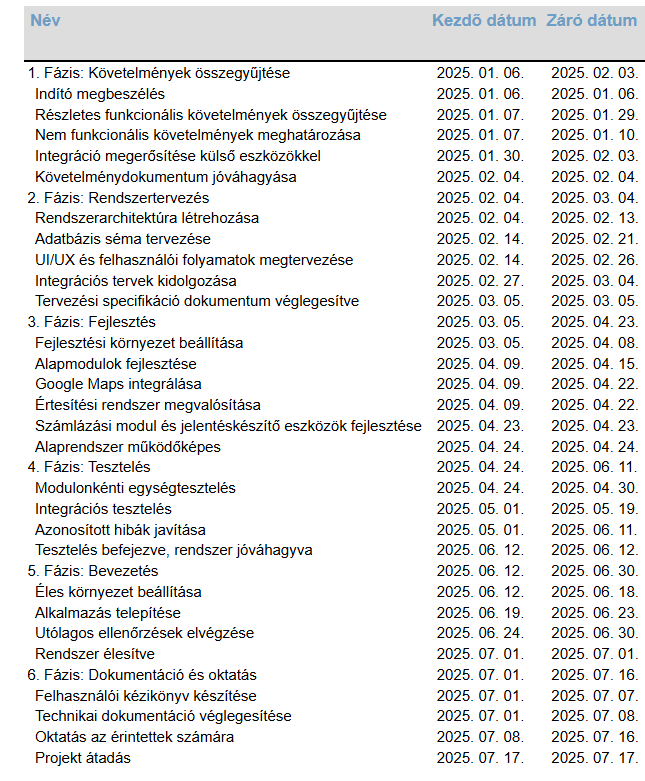 Név Kezdő dátum Záró dátum
1. Fázis: Követelmények összegyűjtése 2025. 01. 06. 2025. 02. 03.
Indító megbeszélés 2025. 01. 06. 2025. 01. 06.
Részletes funkcionális követelmények összegyűjtése 2025. 01. 07. 2025. 01. 29.
Nem funkcionális követelmények meghatározása 2025. 01. 07. 2025. 01. 10.
Integráció megerősítése külső eszközökkel 2025. 01. 30. 2025. 02. 03.
Követelménydokumentum jóváhagyása 2025. 02. 04. 2025. 02. 04.
2. Fázis: Rendszertervezés 2025. 02. 04. 2025. 03. 04.
Rendszerarchitektúra létrehozása 2025. 02. 04. 2025. 02. 13.
Adatbázis séma tervezése 2025. 02. 14. 2025. 02. 21.
UI/UX és felhasználói folyamatok megtervezése 2025. 02. 14. 2025. 02. 26.
Integrációs tervek kidolgozása 2025. 02. 27. 2025. 03. 04.
Tervezési specifikáció dokumentum véglegesítve 2025. 03. 05. 2025. 03. 05.
3. Fázis: Fejlesztés 2025. 03. 05. 2025. 04. 23.
Fejlesztési környezet beállítása 2025. 03. 05. 2025. 04. 08.
Alapmodulok fejlesztése 2025. 04. 09. 2025. 04. 15.
Google Maps integrálása 2025. 04. 09. 2025. 04. 22.
Értesítési rendszer megvalósítása 2025. 04. 09. 2025. 04. 22.
Számlázási modul és jelentéskészítő eszközök fejlesztése 2025. 04. 23. 2025. 04. 23.
Alaprendszer működőképes 2025. 04. 24. 2025. 04. 24.
4. Fázis: Tesztelés 2025. 04. 24. 2025. 06. 11.
Modulonkénti egységtesztelés 2025. 04. 24. 2025. 04. 30.
Integrációs tesztelés 2025. 05. 01. 2025. 05. 19.
Azonosított hibák javítása 2025. 05. 01. 2025. 06. 11.
Tesztelés befejezve, rendszer jóváhagyva 2025. 06. 12. 2025. 06. 12.
5. Fázis: Bevezetés 2025. 06. 12. 2025. 06. 30.
Éles környezet beállítása 2025. 06. 12. 2025. 06. 18.
Alkalmazás telepítése 2025. 06. 19. 2025. 06. 23.
Utólagos ellenőrzések elvégzése 2025. 06. 24. 2025. 06. 30.
Rendszer élesítve 2025. 07. 01. 2025. 07. 01.
6. Fázis: Dokumentáció és oktatás 2025. 07. 01. 2025. 07. 16.
Felhasználói kézikönyv készítése 2025. 07. 01. 2025. 07. 07.
Technikai dokumentáció véglegesítése 2025. 07. 01. 2025. 07. 08.
Oktatás az érintettek számára 2025. 07. 08. 2025. 07. 16.
Projekt átadás 2025. 07. 17. 2025. 07. 17.